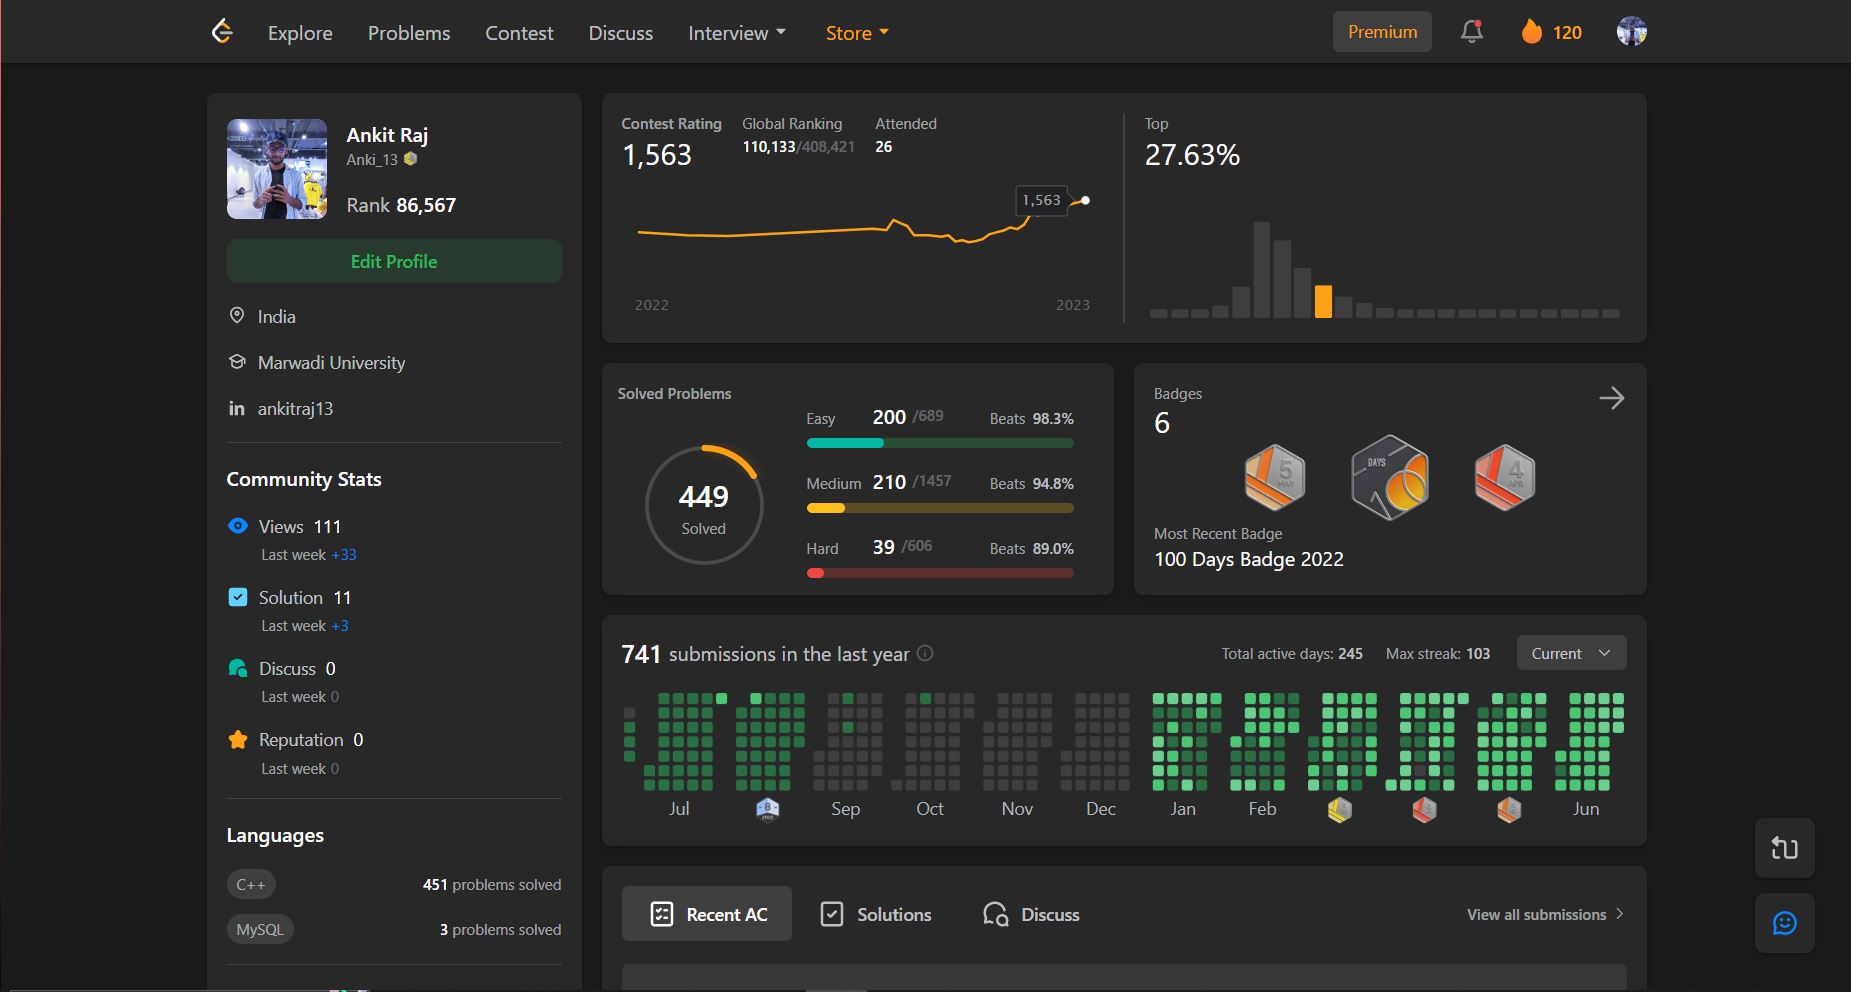 Explore Problems Contest Discuss Interview Store Premium 120
Ankit Raj
Anki_13
Rank 86,567
Edit Profile
India
Marwadi University
ankitraj13
Community Stats
Views 111
Last week +33
Solution 11
Last week +3
Discuss 0
Last week 0
Reputation 0
Last week 0
Languages
C++ 451 problems solved
MySQL 3 problems solved
Contest Rating Global Ranking Attended
1,563 110,133/408,421 26
1,563
2022 2023
Top
27.63%
Solved Problems
449
Solved
Easy 200 /689 Beats 98.3%
Medium 210 /1457 Beats 94.8%
Hard 39 /606 Beats 89.0%
Badges
6
5
MAY
DAYS
4
APR
Most Recent Badge
100 Days Badge 2022
741 submissions in the last year Total active days: 245 Max streak: 103 Current
Jul Sep Oct Nov Dec Jan Feb Jun
8
2022
Recent AC Solutions Discuss View all submissions